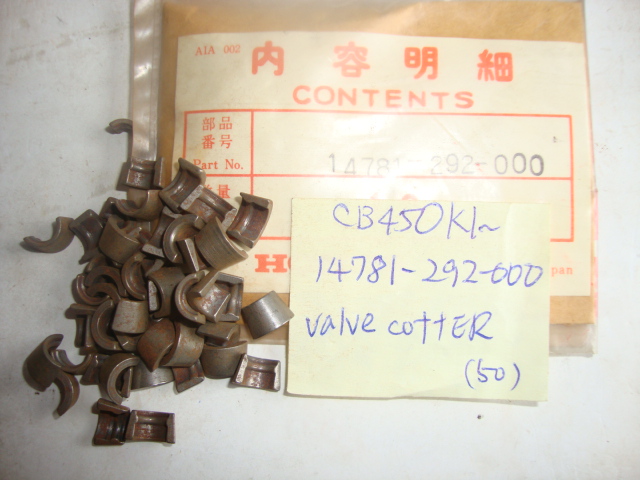 AIA 002
内容明細
CONTENTS
部品
番号
Part No.
14781-292-000
CB450K1~
14781-292-000
valve cottER
(50)